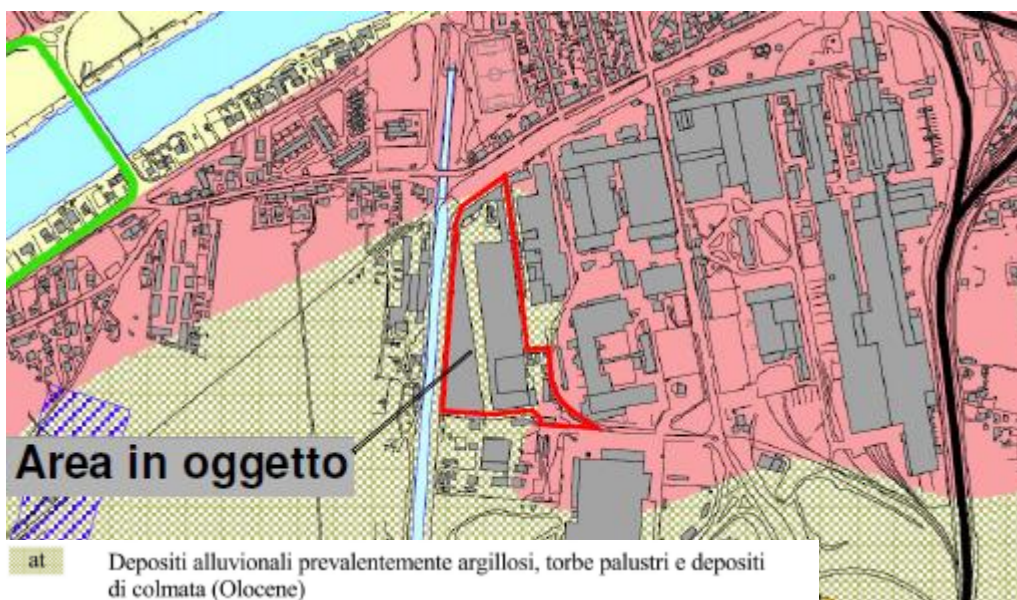 Area in oggetto
at
Depositi alluvionali prevalentemente argillosi, torbe palustri e depositi
di colmata (Olocene)